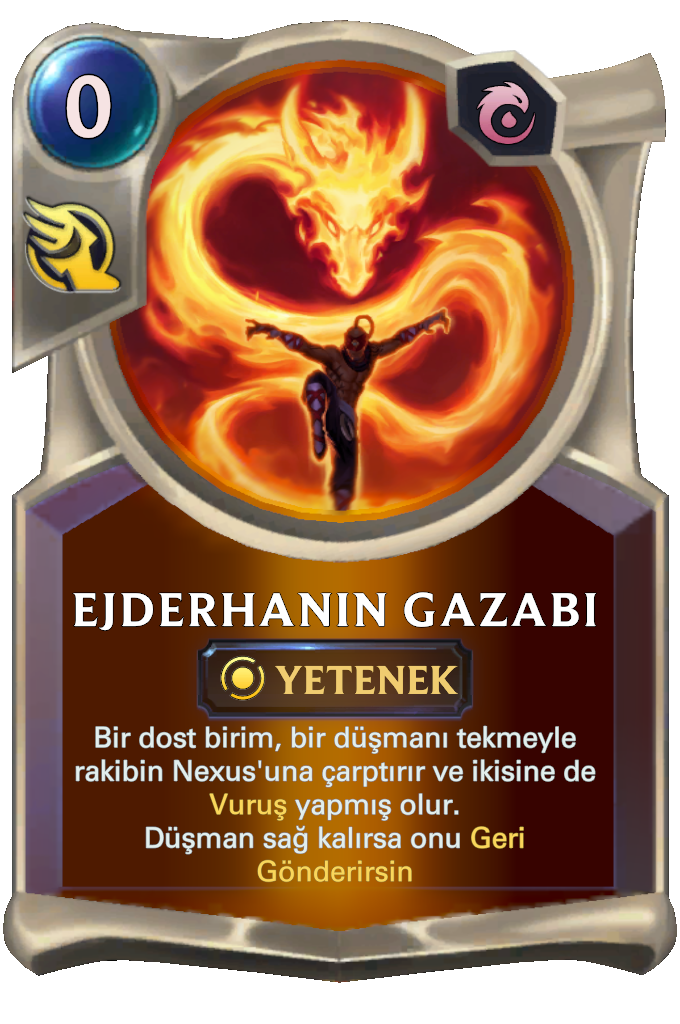 0
EJDERHANIN GAZABI
YETENEK
Bir dost birim, bir düşmanı tekmeyle
rakibin Nexus'una çarptırır ve ikisine de
Vuruş yapmış olur.
Düşman sağ kalırsa onu Geri
Gönderirsin